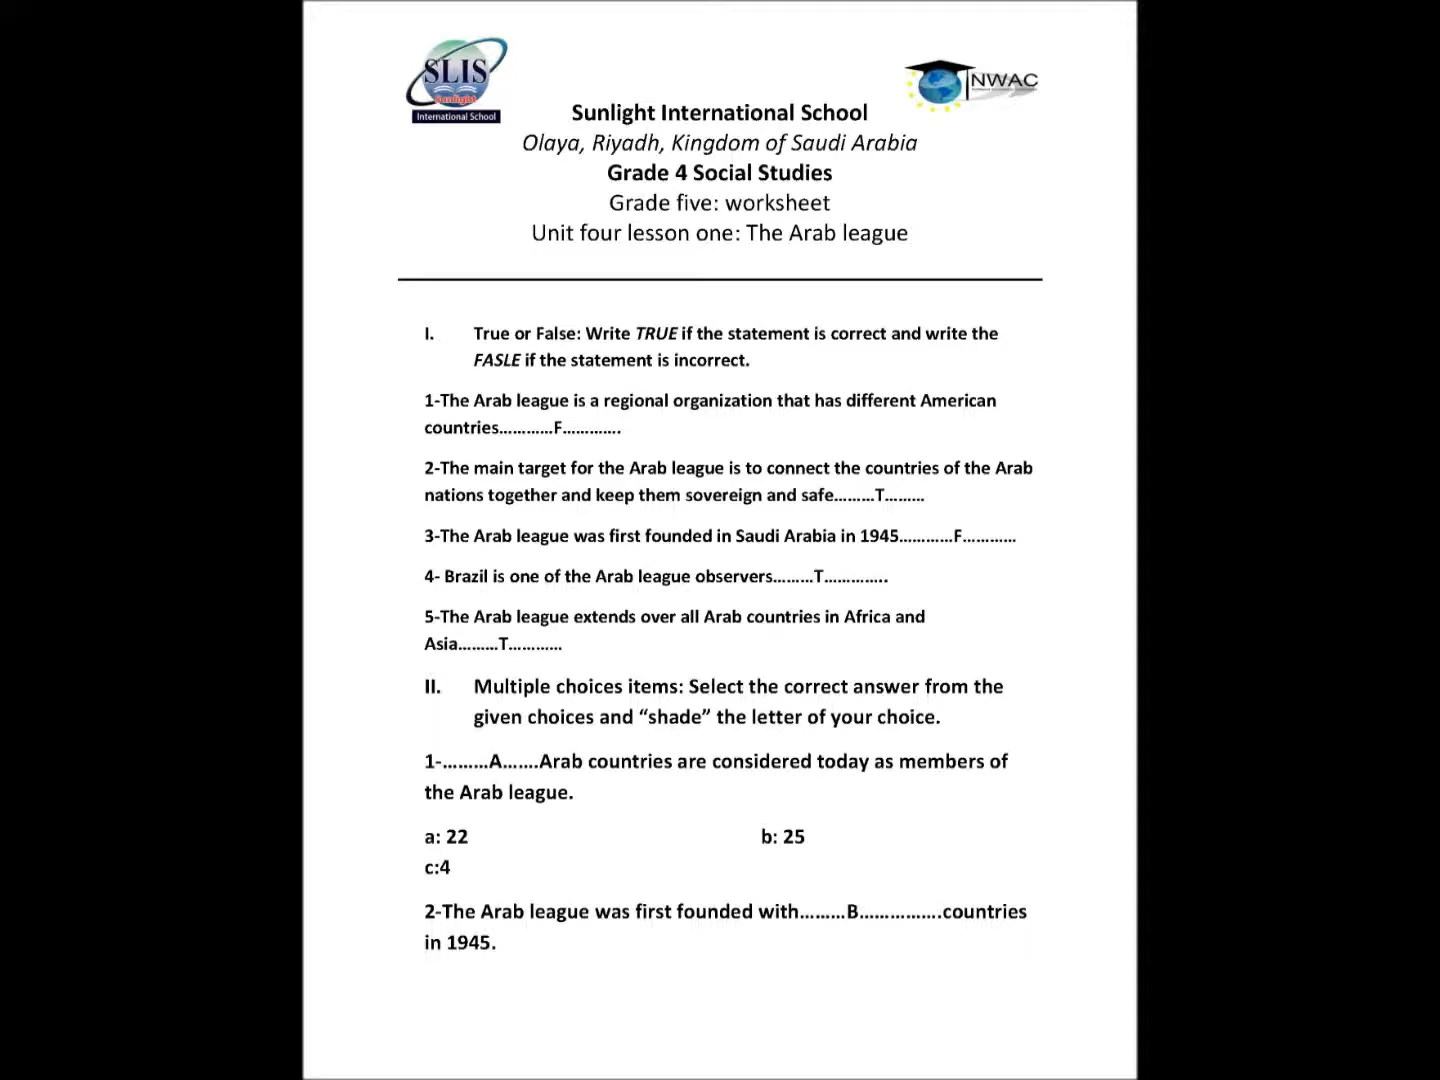 SLIS
Sunlight
International School
NWAC
Sunlight International School
Olaya, Riyadh, Kingdom of Saudi Arabia
Grade 4 Social Studies
Grade five: worksheet
Unit four lesson one: The Arab league
I. True or False: Write TRUE if the statement is correct and write the
FASLE if the statement is incorrect.
1-The Arab league is a regional organization that has different American
countries…………F………….
2-The main target for the Arab league is to connect the countries of the Arab
nations together and keep them sovereign and safe………T………
3-The Arab league was first founded in Saudi Arabia in 1945…………F…………
4- Brazil is one of the Arab league observers………T…………..
5-The Arab league extends over all Arab countries in Africa and
Asia………T…………
II. Multiple choices items: Select the correct answer from the
given choices and “shade” the letter of your choice.
1-………A…….Arab countries are considered today as members of
the Arab league.
a: 22 b: 25
c:4
2-The Arab league was first founded with………B…………….countries
in 1945.